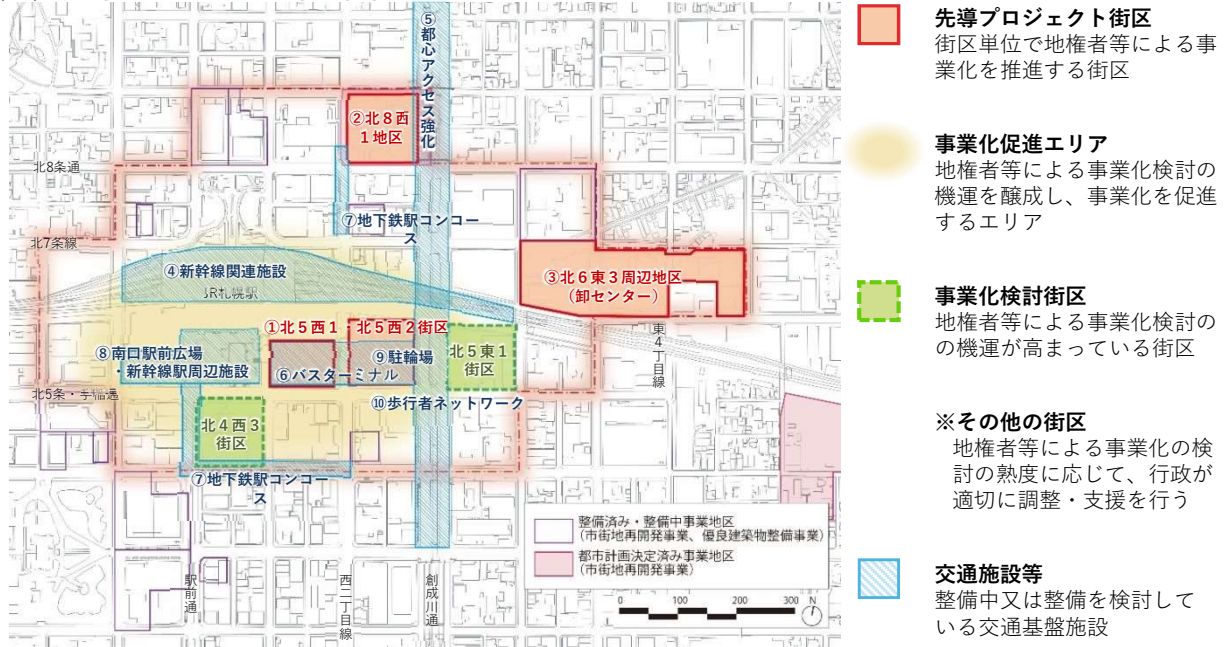 ⑤都心アクセス強化
②北８西
１地区
北8条通
⑦地下鉄駅コンコー
ス
北7条線
④新幹線関連施設
JR札幌駅
③北６東３周辺地区
（卸センター）
①北５西１・北５西２街区
東４丁目線
⑧南口駅前広場
・新幹線駅周辺施設
⑨駐輪場
⑥バスターミナル
北５東１
街区
北5条・手稲通
⑩歩行者ネットワーク
北４西３
街区
⑦地下鉄駅コンコー
ス
駅前通
西二丁目線
創成川通
整備済み・整備中事業地区
（市街地再開発事業、優良建築物整備事業）
都市計画決定済み事業地区
（市街地再開発事業）
0 100 200 300 N
先導プロジェクト街区
街区単位で地権者等による事
業化を推進する街区
事業化促進エリア
地権者等による事業化検討の
機運を醸成し、事業化を促進
するエリア
事業化検討街区
地権者等による事業化検討の
の機運が高まっている街区
※その他の街区
地権者等による事業化の検
討の熟度に応じて、行政が
適切に調整・支援を行う
交通施設等
整備中又は整備を検討して
いる交通基盤施設